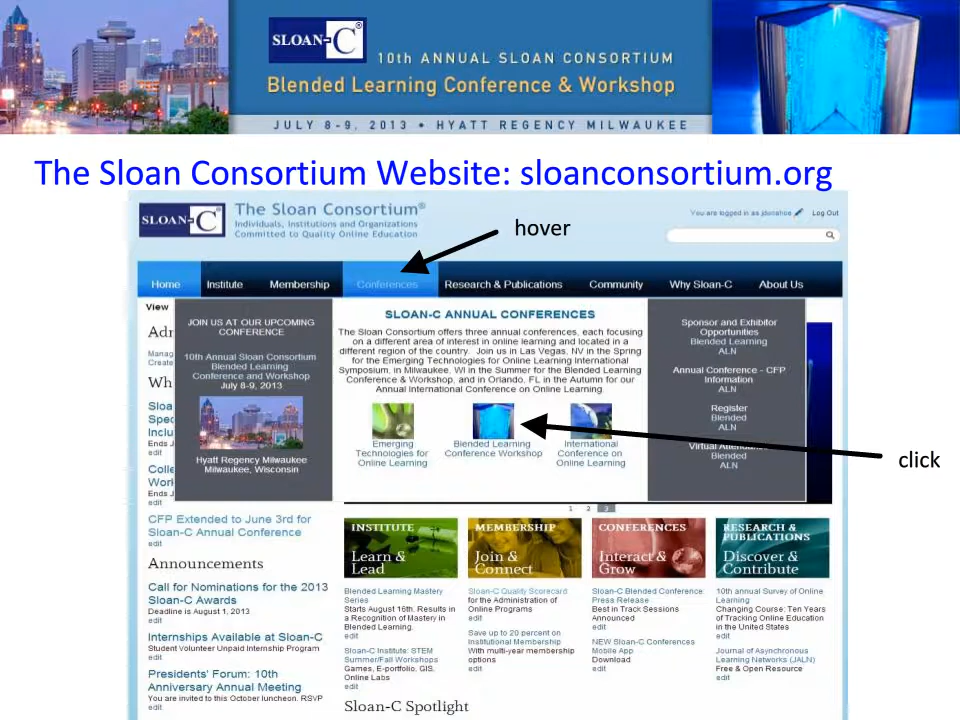 SLOAN-C®
10th ANNUAL SLOAN CONSORTIUM
Blended Learning Conference & Workshop
JULY 8-9, 2013 • HYATT REGENCY MILWAUKEE
The Sloan Consortium Website: sloanconsortium.org
SLOAN-C®
The Sloan Consortium®
Individuals, Institutions and Organizations
Committed to Quality Online Education
You are logged in as jdonshoe
Log Out
hover
Home
Institute
Membership
Conferences
Research & Publications
Community
Why Sloan-C
About Us
View
JOIN US AT OUR UPCOMING
CONFERENCE
10th Annual Sloan Consortium
Blended Learning
Conference and Workshop
July 8-9, 2013
Hyatt Regency Milwaukee
Milwaukee, Wisconsin
SLOAN-C ANNUAL CONFERENCES
The Sloan Consortium offers three annual conferences, each focusing
on a different area of interest in online learning and located in a
different region of the country. Join us in Las Vegas, NV in the Spring
for the Emerging Technologies for Online Learning International
Symposium, in Milwaukee, WI in the Summer for the Blended Learning
Conference & Workshop, and in Orlando, FL in the Autumn for our
Annual International Conference on Online Learning.
Emerging
Technologies for
Online Learning
Blended Learning
Conference Workshop
International
Conference on
Online Learning
Sponsor and Exhibitor
Opportunities
Blended Learning
ALN
Annual Conference - CFP
Information
ALN
Register
Blended
ALN
Virtual
Blended
ALN
click
Manag
Create
Ends J
edit
Ends J
edit
CFP Extended to June 3rd for
Sloan-C Annual Conference
edit
Announcements
Call for Nominations for the 2013
Sloan-C Awards
Deadline is August 1, 2013
edit
Internships Available at Sloan-C
Student Volunteer Unpaid Internship Program
edit
Presidents' Forum: 10th
Anniversary Annual Meeting
You are invited to this October luncheon. RSVP
edit
1 2 3
INSTITUTE
Learn &
Lead
Blended Learning Mastery
Series
Starts August 16th. Results in
a Recognition of Mastery in
Blended Learning.
edit
Sloan-C Institute: STEM
Summer/Fall Workshops
Games, E-portfolio, GIS,
Online Labs
edit
MEMBERSHIP
Join &
Connect
Sloan-C Quality Scorecard
for the Administration of
Online Programs
edit
Save up to 20 percent on
Institutional Membership
With multi-year membership
options
edit
CONFERENCES
Interact &
Grow
Sloan-C Blended Conference
Press Release
Best in Track Sessions
Announced
edit
NEW Sloan-C Conferences
Mobile App
Download
edit
RESEARCH &
PUBLICATIONS
Discover &
Contribute
10th annual Survey of Online
Learning
Changing Course: Ten Years
of Tracking Online Education
in the United States
edit
Journal of Asynchronous
Learning Networks (JALN)
Free & Open Resource
edit
Sloan-C Spotlight